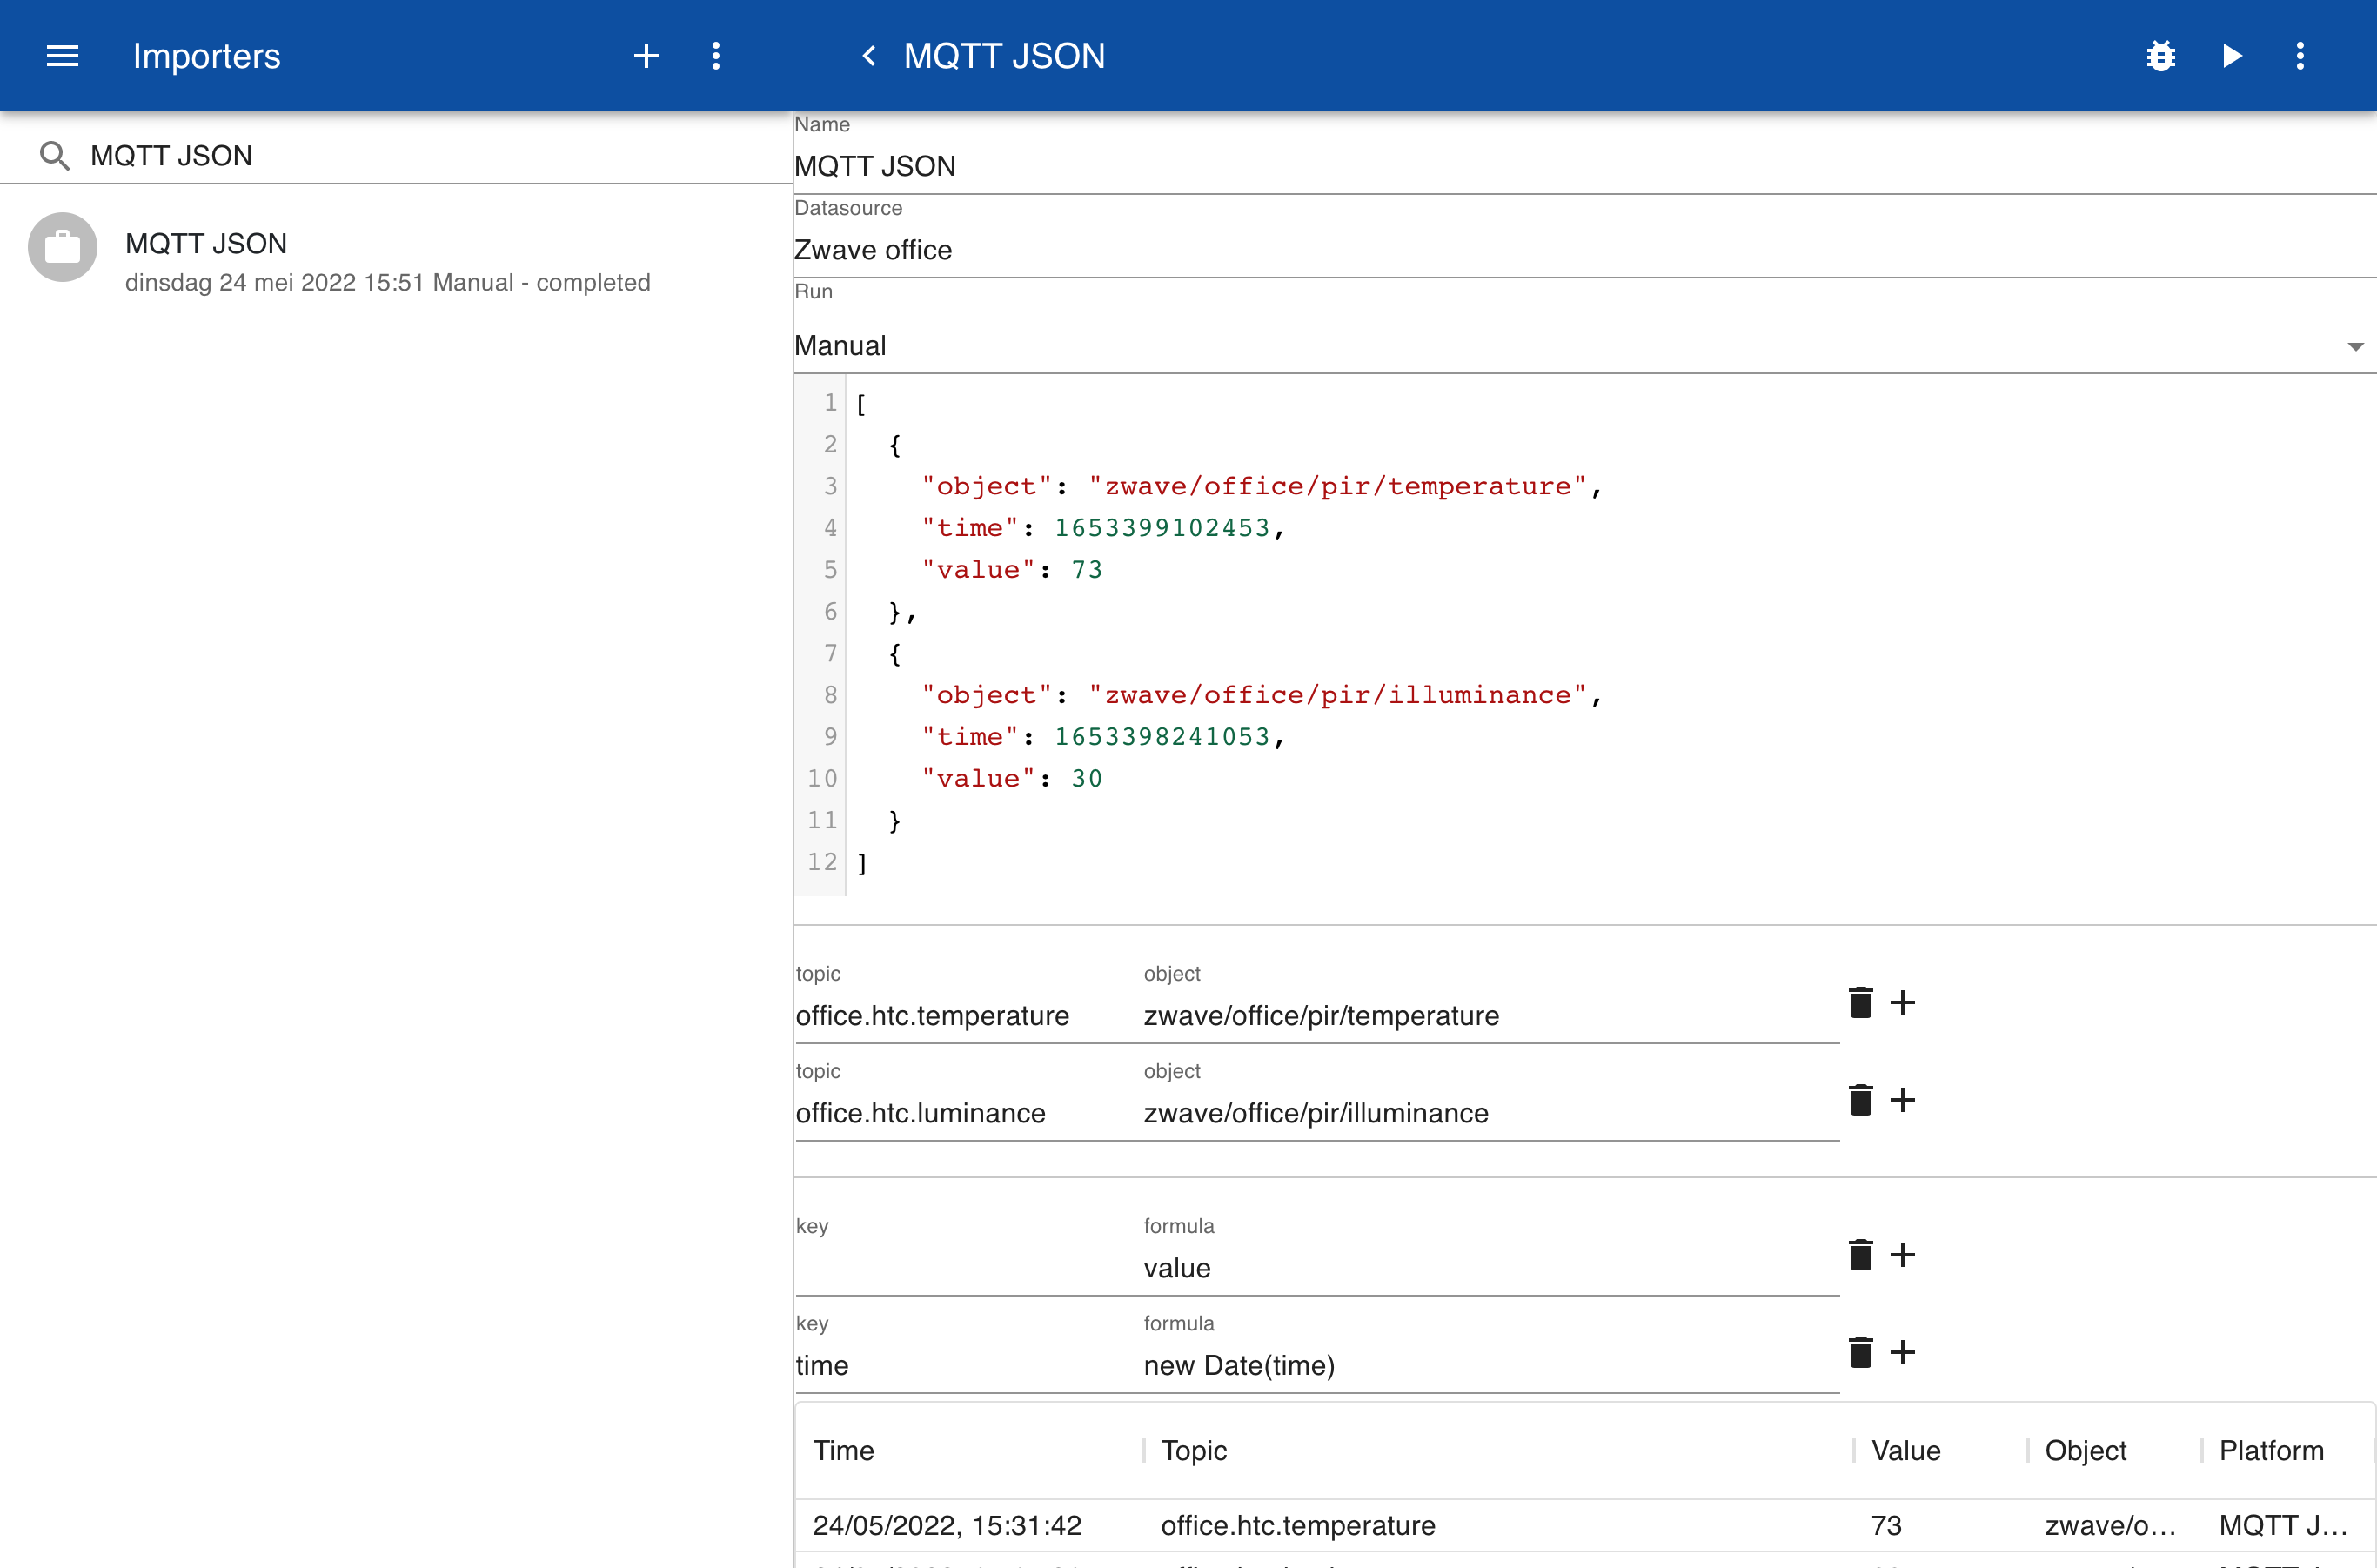 Importers
MQTT JSON
MQTT JSON
MQTT JSON
dinsdag 24 mei 2022 15:51 Manual - completed
Name
MQTT JSON
Datasource
Zwave office
Run
Manual
1 [
2 {
3 "object": "zwave/office/pir/temperature",
4 "time": 1653399102453,
5 "value": 73
6 },
7 {
8 "object": "zwave/office/pir/illuminance",
9 "time": 1653398241053,
10 "value": 30
11 }
12 ]
topic object
office.htc.temperature zwave/office/pir/temperature
topic object
office.htc.luminance zwave/office/pir/illuminance
key formula
value
key formula
time new Date(time)
Time Topic Value Object Platform
24/05/2022, 15:31:42 office.htc.temperature 73 zwave/o... MQTT J...